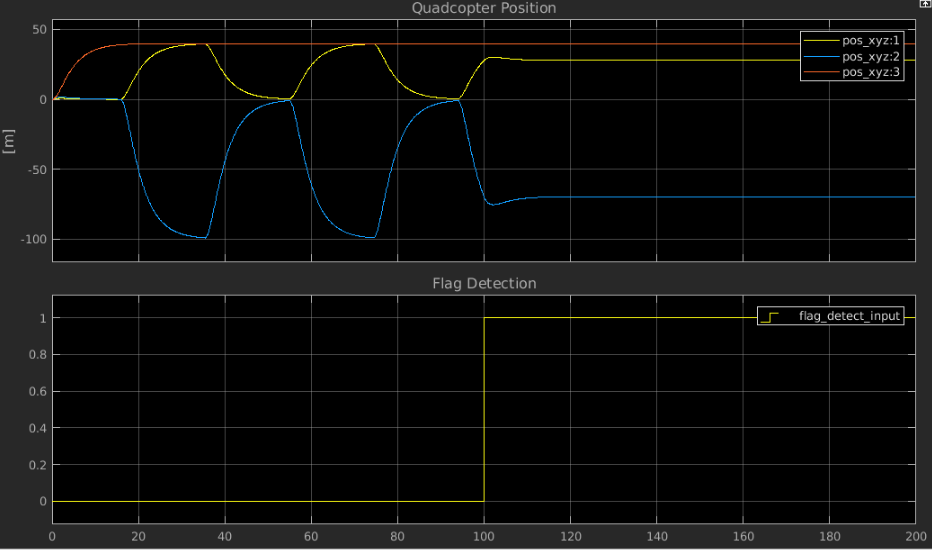 Quadcopter Position
50
0
-50
-100
[m]
pos_xyz:1
pos_xyz:2
pos_xyz:3
Flag Detection
1
0.8
0.6
0.4
0.2
0
flag_detect_input
0 20 40 60 80 100 120 140 160 180 200